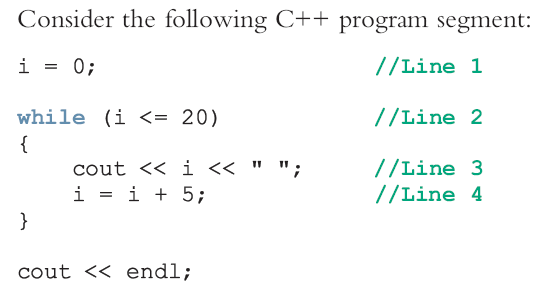 Consider the following C++ program segment:
i = 0; //Line 1
while (i <= 20) //Line 2
{
cout << i << " "; //Line 3
i = i + 5; //Line 4
}
cout << endl;